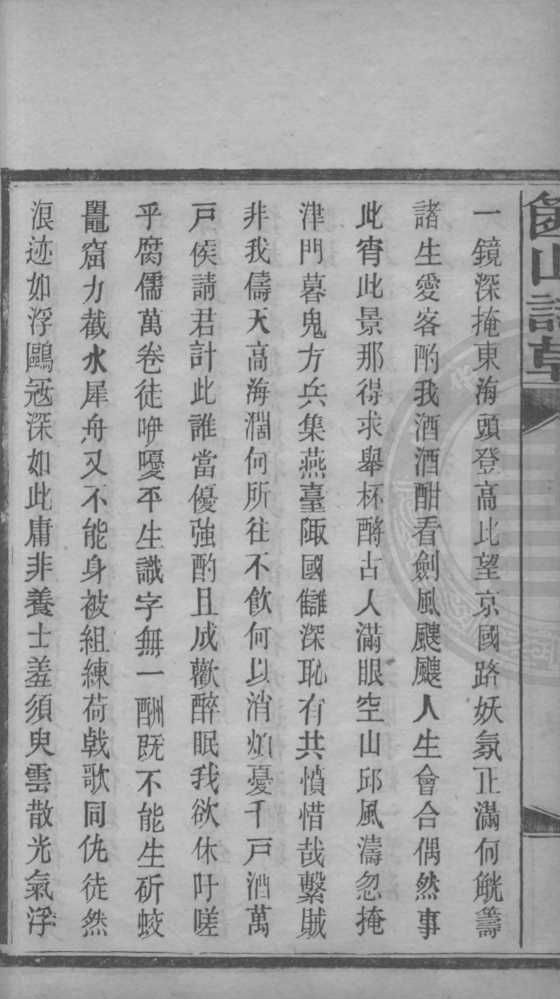 山詩草
一鏡深掩東海頭登高北望京國路妖氛正滿何觥籌
諸生愛客酌我酒酒酣看劍風颼颼人生會合偶然事
此宵此景那得求舉杯酹古人滿眼空山邱風濤忽掩
津門暮鬼方兵集燕臺陬國讎深恥有共憤惜哉繫賊
非我儔天高海濶何所往不飲何以消煩憂千戸酒萬
戸侯請君計此誰當優強酌且成歡醉眠我欲休吁嗟
乎腐儒萬卷徒咿嚘平生識字無一酬既不能生斫蛟
鼉窟力截水犀舟又不能身被組練荷戟歌同仇徒然
浪迹如浮鷗寇深如此庸非養士羞須臾雲散光氣浮